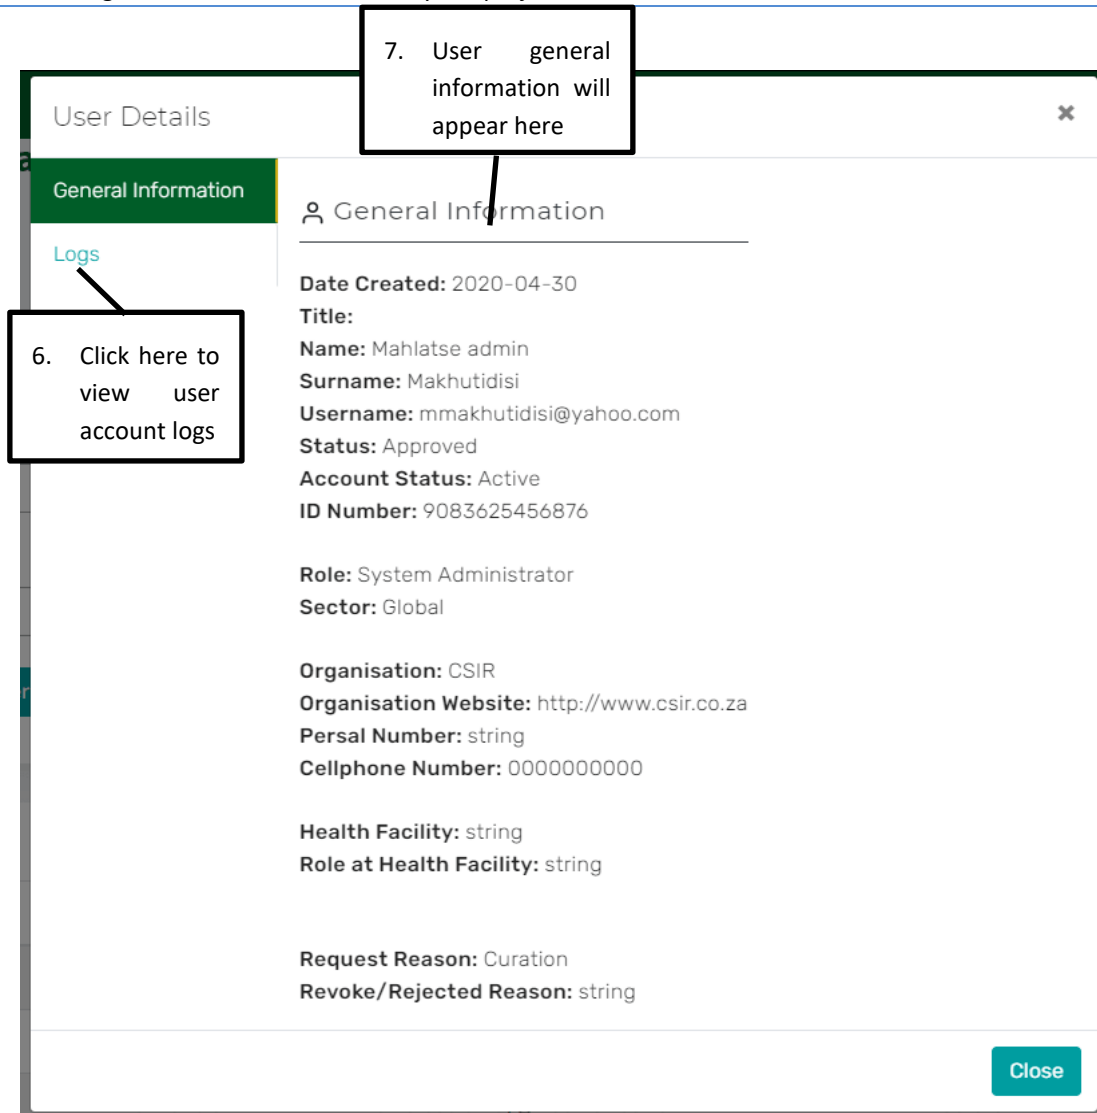 7. User general
information will
appear here
User Details
×
General Information
Logs
6. Click here to
view user
account logs
General Information
Date Created: 2020-04-30
Title:
Name: Mahlatse admin
Surname: Makhutidisi
Username: mmakhutidisi@yahoo.com
Status: Approved
Account Status: Active
ID Number: 9083625456876
Role: System Administrator
Sector: Global
Organisation: CSIR
Organisation Website: http://www.csir.co.za
Persal Number: string
Cellphone Number: 0000000000
Health Facility: string
Role at Health Facility: string
Request Reason: Curation
Revoke/Rejected Reason: string
Close